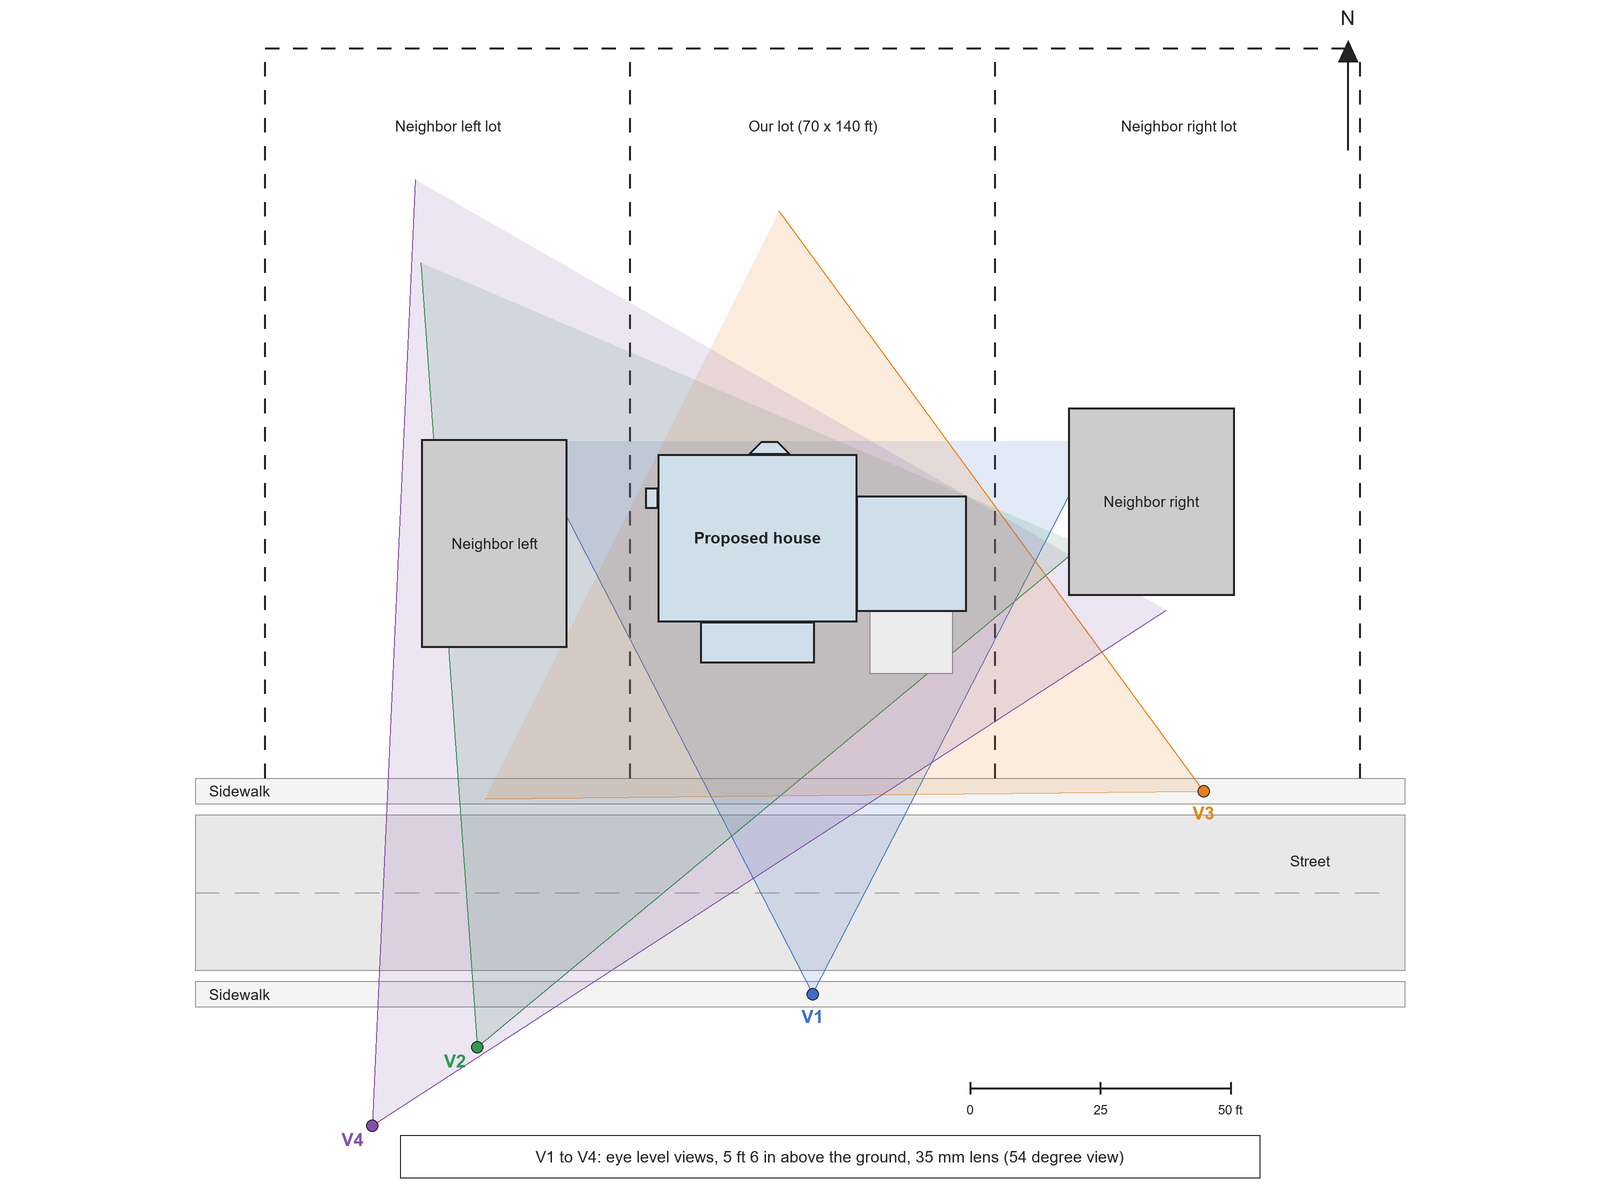 N
Neighbor left lot
Our lot (70 x 140 ft)
Neighbor right lot
Neighbor right
Proposed house
Neighbor left
Sidewalk
V3
Street
Sidewalk
V1
V2
0
25
50 ft
V4
V1 to V4: eye level views, 5 ft 6 in above the ground, 35 mm lens (54 degree view)